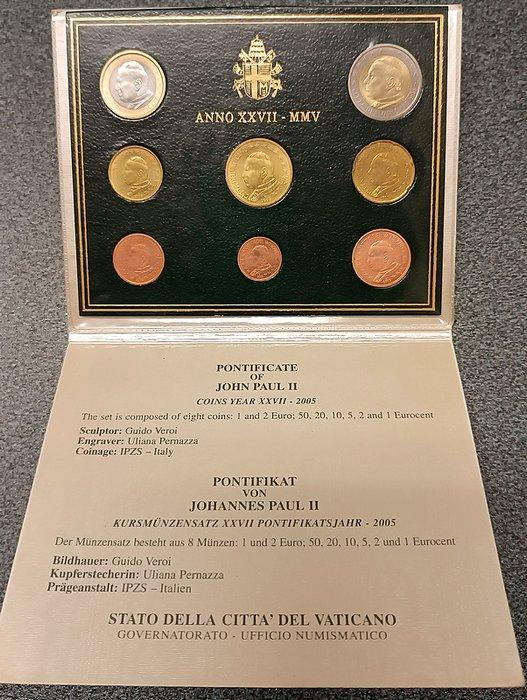 ANNO XXVII - MMV
PONTIFICATE
OF
JOHN PAUL II
COINS YEAR XXVII - 2005
The set is composed of eight coins: 1 and 2 Euro; 50, 20, 10, 5, 2 and 1 Eurocent
Sculptor: Guido Veroi
Engraver: Uliana Pernazza
Coinage: IPZS – Italy
PONTIFIKAT
VON
JOHANNES PAUL II
KURSMÜNZENSATZ XXVII PONTIFIKATSJAHR - 2005
Der Münzensatz besteht aus 8 Münzen: 1 und 2 Euro; 50, 20, 10, 5, 2 und 1 Eurocent
Bildhauer: Guido Veroi
Kupferstecherin: Uliana Pernazza
Prägeanstalt: IPZS – Italien
STATO DELLA CITTA' DEL VATICANO
GOVERNATORATO - UFFICIO NUMISMATICO